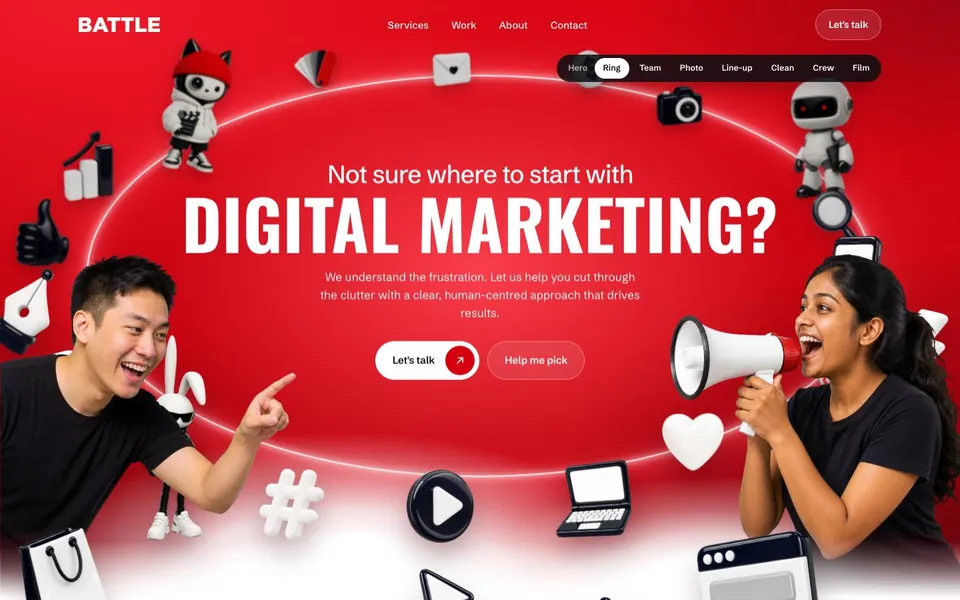 BATTLE
Services Work About Contact
Let's talk
Hero Ring Team Photo Line-up Clean Crew Film
Not sure where to start with
DIGITAL MARKETING?
We understand the frustration. Let us help you cut through
the clutter with a clear, human-centred approach that drives
results.
Let's talk
Help me pick